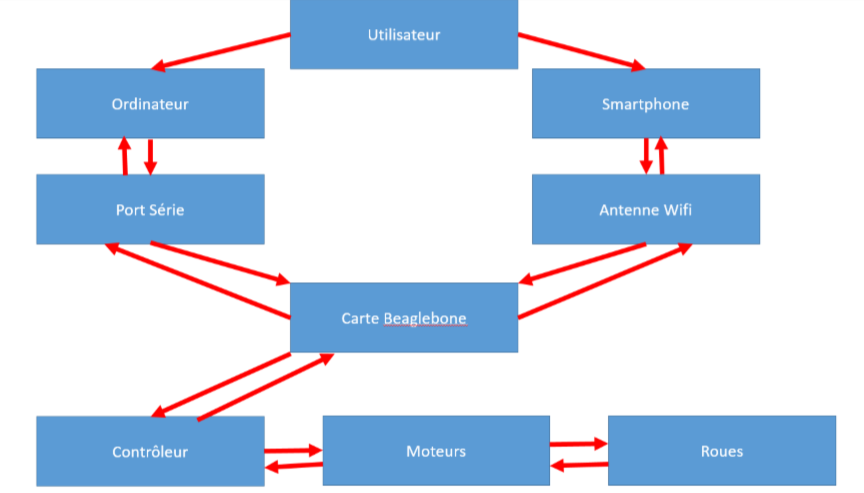 Utilisateur
Ordinateur
Smartphone
Port Série
Antenne Wifi
Carte Beaglebone
Contrôleur
Moteurs
Roues